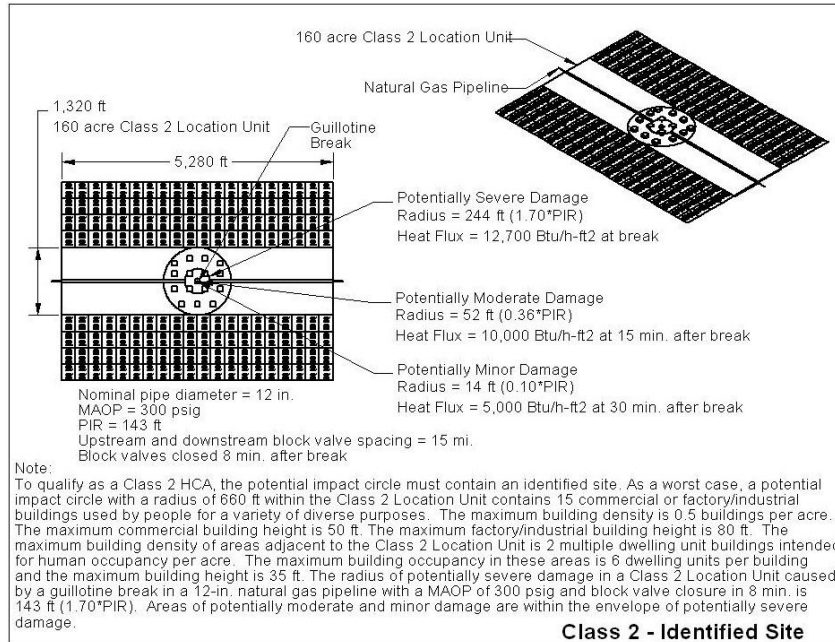 160 acre Class 2 Location Unit
Natural Gas Pipeline
1,320 ft
160 acre Class 2 Location Unit
Guillotine
Break
5,280 ft
Potentially Severe Damage
Radius = 244 ft (1.70*PIR)
Heat Flux = 12,700 Btu/h-ft2 at break
Potentially Moderate Damage
Radius = 52 ft (0.36*PIR)
Heat Flux = 10,000 Btu/h-ft2 at 15 min. after break
Potentially Minor Damage
Radius = 14 ft (0.10*PIR)
Heat Flux = 5,000 Btu/h-ft2 at 30 min. after break
Nominal pipe diameter = 12 in.
MAOP = 300 psig
PIR = 143 ft
Upstream and downstream block valve spacing = 15 mi.
Block valves closed 8 min. after break
Note:
To qualify as a Class 2 HCA, the potential impact circle must contain an identified site. As a worst case, a potential
impact circle with a radius of 660 ft within the Class 2 Location Unit contains 15 commercial or factory/industrial
buildings used by people for a variety of diverse purposes. The maximum building density is 0.5 buildings per acre.
The maximum commercial building height is 50 ft. The maximum factory/industrial building height is 80 ft. The
maximum building density of areas adjacent to the Class 2 Location Unit is 2 multiple dwelling unit buildings intended
for human occupancy per acre. The maximum building occupancy in these areas is 6 dwelling units per building
and the maximum building height is 35 ft. The radius of potentially severe damage in a Class 2 Location Unit caused
by a guillotine break in a 12-in. natural gas pipeline with a MAOP of 300 psig and block valve closure in 8 min. is
143 ft (1.70*PIR). Areas of potentially moderate and minor damage are within the envelope of potentially severe
damage.
Class 2 - Identified Site